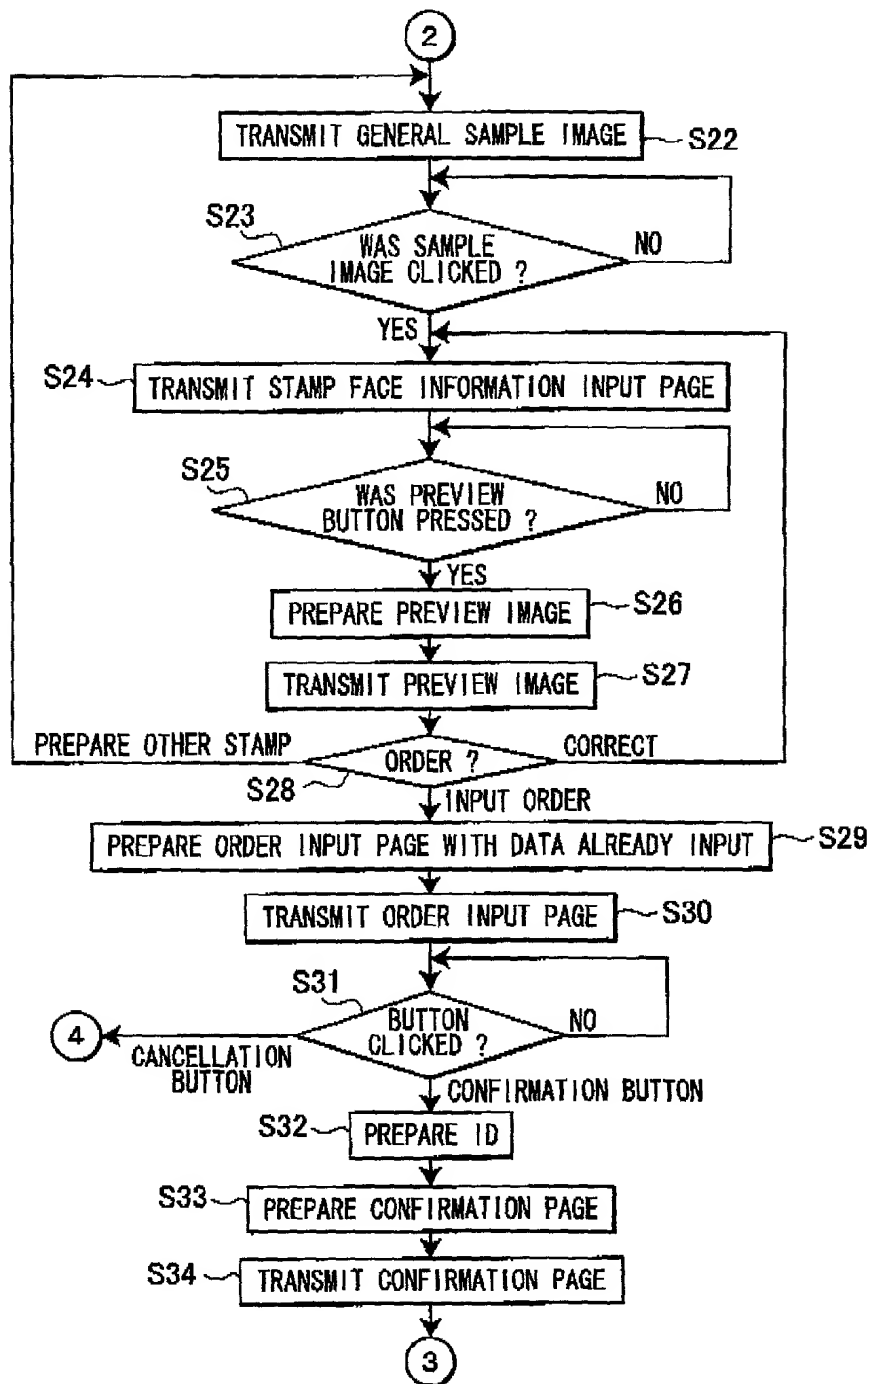 2
TRANSMIT GENERAL SAMPLE IMAGE
S22
S23
WAS SAMPLE
IMAGE CLICKED ?
NO
YES
S24
TRANSMIT STAMP FACE INFORMATION INPUT PAGE
S25
WAS PREVIEW
BUTTON PRESSED ?
NO
YES
PREPARE PREVIEW IMAGE
S26
TRANSMIT PREVIEW IMAGE
S27
PREPARE OTHER STAMP
ORDER ?
CORRECT
S28
INPUT ORDER
PREPARE ORDER INPUT PAGE WITH DATA ALREADY INPUT
S29
TRANSMIT ORDER INPUT PAGE
S30
S31
BUTTON
CLICKED ?
NO
4
CANCELLATION
BUTTON
CONFIRMATION BUTTON
S32
PREPARE ID
S33
PREPARE CONFIRMATION PAGE
S34
TRANSMIT CONFIRMATION PAGE
3